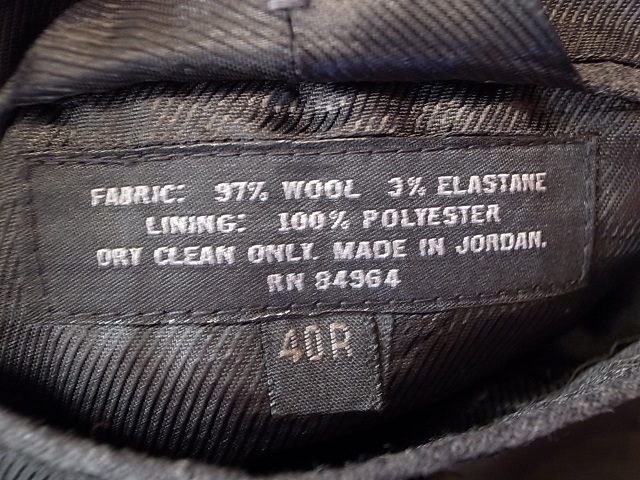 FABRIC: 97% WOOL 3% ELASTANE
LINING: 100% POLYESTER
DRY CLEAN ONLY. MADE IN JORDAN.
RN 84964
40R